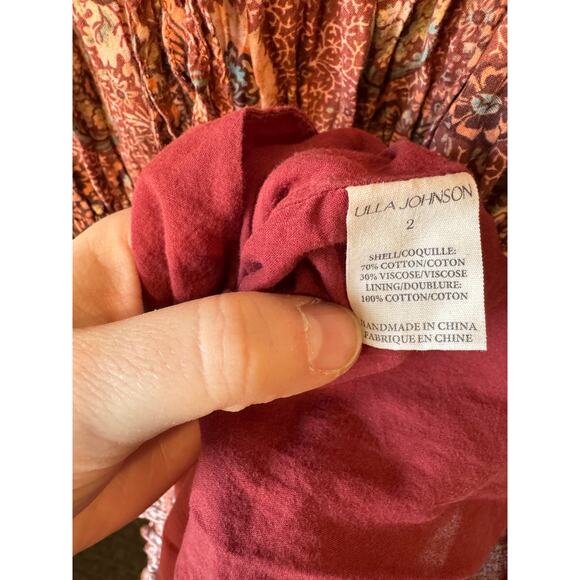 ULLA JOHNSON
2
SHELL/COQUILLE:
70% COTTON/COTON
30% VISCOSE/VISCOSE
LINING/DOUBLURE:
100% COTTON/COTON
HANDMADE IN CHINA
FABRIQUE EN CHINE